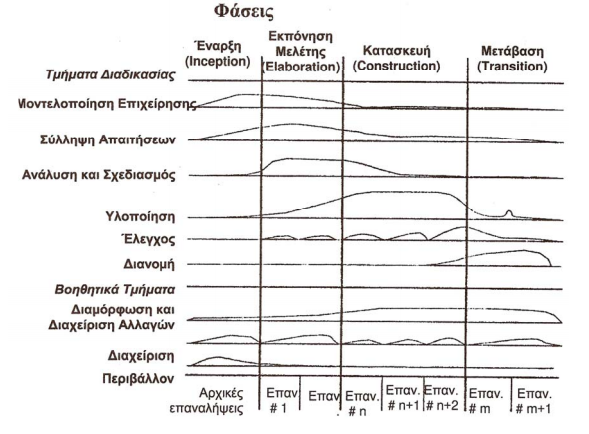 Φάσεις
Έναρξη
(Inception)
Εκπόνηση
Μελέτης
(Elaboration)
Κατασκευή
(Construction)
Μετάβαση
(Transition)
Τμήματα Διαδικασίας
Μοντελοποίηση Επιχείρησης
Σύλληψη Απαιτήσεων
Ανάλυση και Σχεδιασμός
Υλοποίηση
Έλεγχος
Διανομή
Βοηθητικά Τμήματα
Διαμόρφωση και
Διαχείριση Αλλαγών
Διαχείριση
Περιβάλλον
Αρχικές
επαναλήψεις
Επαν
# 1
Επαν
Επαν.
# n
Επαν.
# n+1
Επαν.
# n+2
Επαν.
# m
Επαν.
# m+1